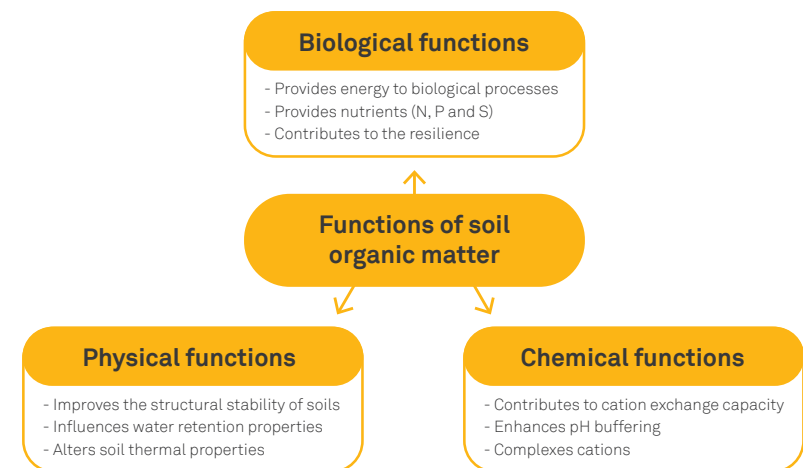 Biological functions
- Provides energy to biological processes
- Provides nutrients (N, P and S)
- Contributes to the resilience
Functions of soil
organic matter
Physical functions
- Improves the structural stability of soils
- Influences water retention properties
- Alters soil thermal properties
Chemical functions
- Contributes to cation exchange capacity
- Enhances pH buffering
- Complexes cations